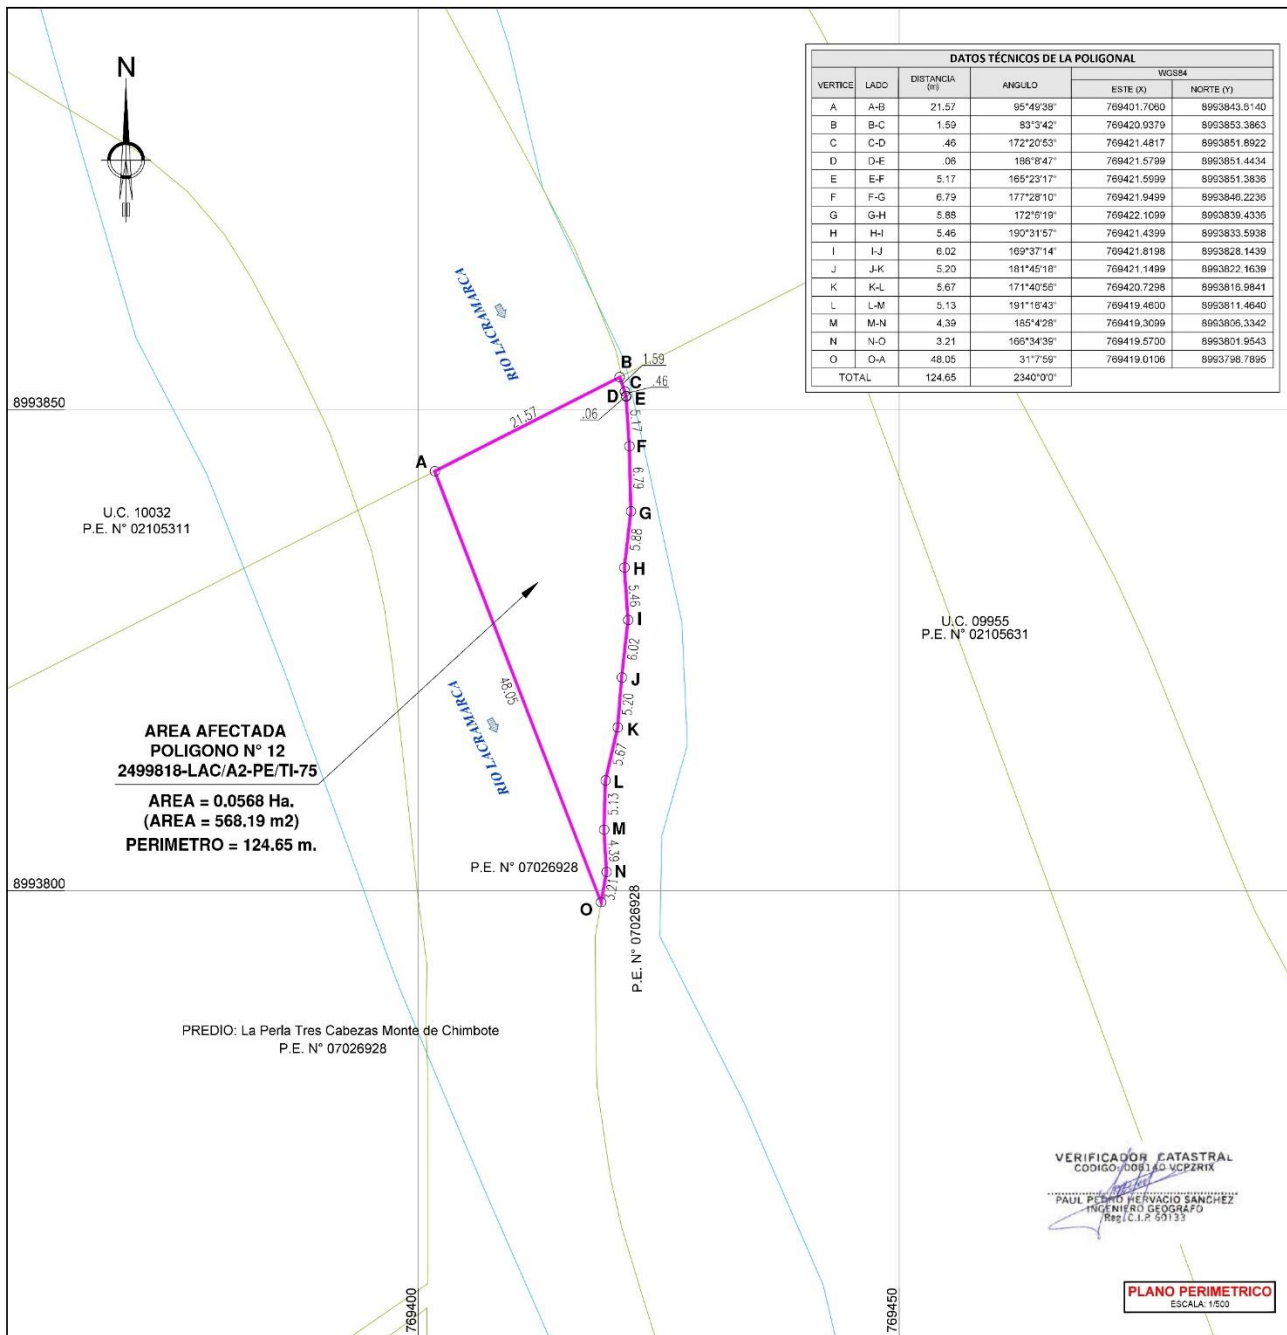 N
DATOS TÉCNICOS DE LA POLIGONAL
VERTICE LADO DISTANCIA (m) ANGULO WGS84
ESTE (X) NORTE (Y)
A A-B 21.57 95°49'38" 769401.7060 8993843.6140
B B-C 1.59 83°3'42" 769420.9379 8993853.3863
C C-D .46 172°20'53" 769421.4817 8993851.8922
D D-E .06 186°8'47" 769421.5799 8993851.4434
E E-F 5.17 165°23'17" 769421.5999 8993851.3836
F F-G 6.79 177°28'10" 769421.9499 8993846.2236
G G-H 5.88 172°6'19" 769422.1099 8993839.4336
H H-I 5.46 190°31'57" 769421.4399 8993833.5938
I I-J 6.02 169°37'14" 769421.8198 8993828.1439
J J-K 5.20 181°45'18" 769421.1499 8993822.1639
K K-L 5.67 171°40'56" 769420.7298 8993816.9841
L L-M 5.13 191°16'43" 769419.4600 8993811.4640
M M-N 4.39 185°4'28" 769419.3099 8993806.3342
N N-O 3.21 166°34'39" 769419.5700 8993801.9543
O O-A 48.05 31°7'59" 769419.0106 8993798.7895
TOTAL 124.65 2340°0'0"
RIO LACRAMARCA
B
1.59
C
.46
D
E
.06
21.57
5.17
8993850
F
A
6.79
G
U.C. 10032
P.E. N° 02105311
5.88
H
5.46
I
U.C. 09955
P.E. N° 02105631
6.02
J
48.05
RIO LACRAMARCA
5.20
K
AREA AFECTADA
POLIGONO N° 12
2499818-LAC/A2-PE/TI-75
AREA = 0.0568 Ha.
(AREA = 568.19 m2)
PERIMETRO = 124.65 m.
5.67
L
5.13
M
4.39
P.E. N° 07026928
N
8993800
3.21
O
P.E. N° 07026928
PREDIO: La Perla Tres Cabezas Monte de Chimbote
P.E. N° 07026928
VERIFICADOR CATASTRAL
CODIGO: 008140 VCPZRIX
PAUL PEDRO HERVACIO SANCHEZ
INGENIERO GEOGRAFO
Reg. C.I.P. 60133
769400
769450
PLANO PERIMETRICO
ESCALA: 1/500